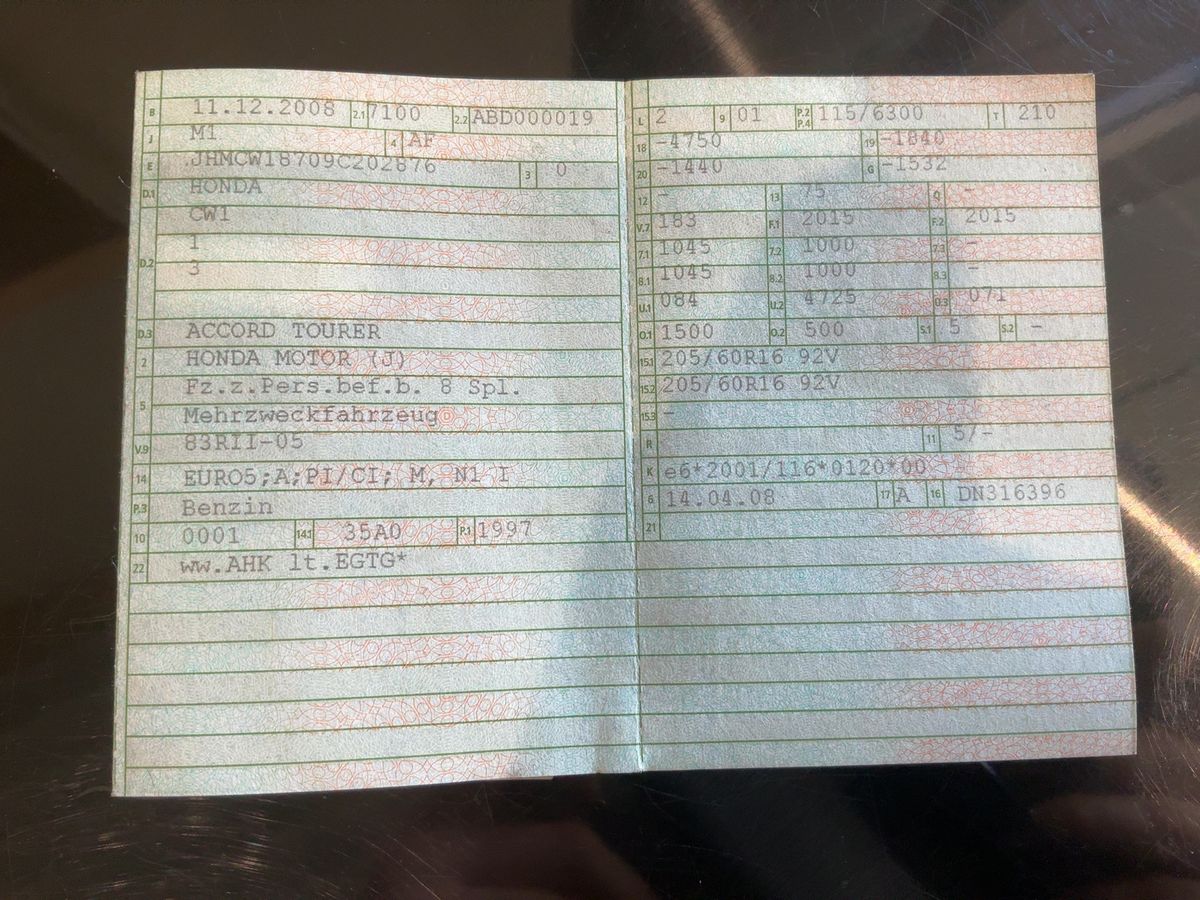 B 11.12.2008 2.1 7100 2.2 ABD000019
J M1 4 AF
E JHMCW18709C202876 3 0
D.1 HONDA
D.2 CW1
1
3
D.3 ACCORD TOURER
2 HONDA MOTOR (J)
5 Fz.z.Pers.bef.b. 8 Spl.
Mehrzweckfahrzeug
V.9 83RII-05
14 EURO5;A;PI/CI; M, N1 I
P.3 Benzin
10 0001 14.1 35A0 P.1 1997
22 ww.AHK lt.EGTG*
L 2 9 01 P.2 P.4 115/6300 T 210
18 -4750 19 -1840
20 -1440 G -1532
12 - 13 75 Q -
V.7 183 F.1 2015 F.2 2015
7.1 1045 7.2 1000 7.3 -
8.1 1045 8.2 1000 8.3 -
U.1 084 U.2 4725 U.3 071
O.1 1500 O.2 500 S.1 5 S.2 -
15.1 205/60R16 92V
15.2 205/60R16 92V
15.3 -
R 11 5/-
K e6*2001/116*0120*00
6 14.04.08 17 A 16 DN316396
21